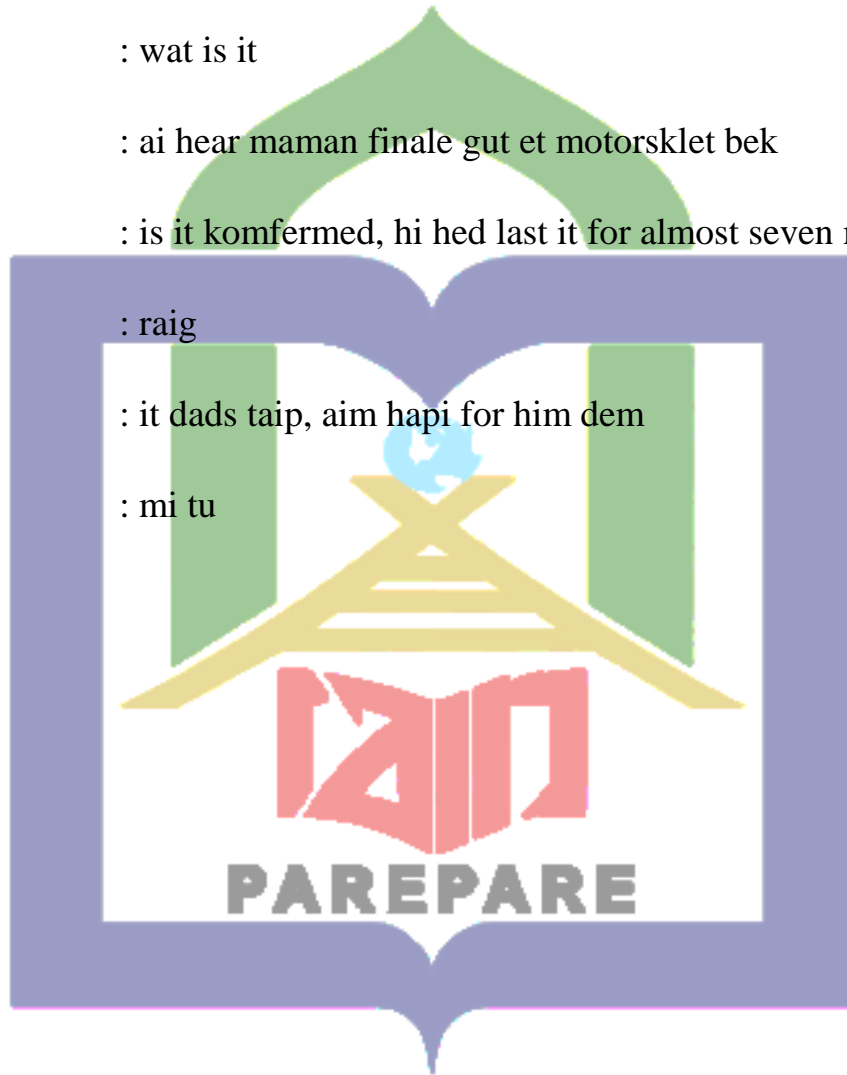 : wat is it
: ai hear maman finale gut et motorsklet bek
: is it komfermed, hi hed last it for almost seven
: raig
: it dads taip, aim hapi for him dem
: mi tu
iain
PAREPARE